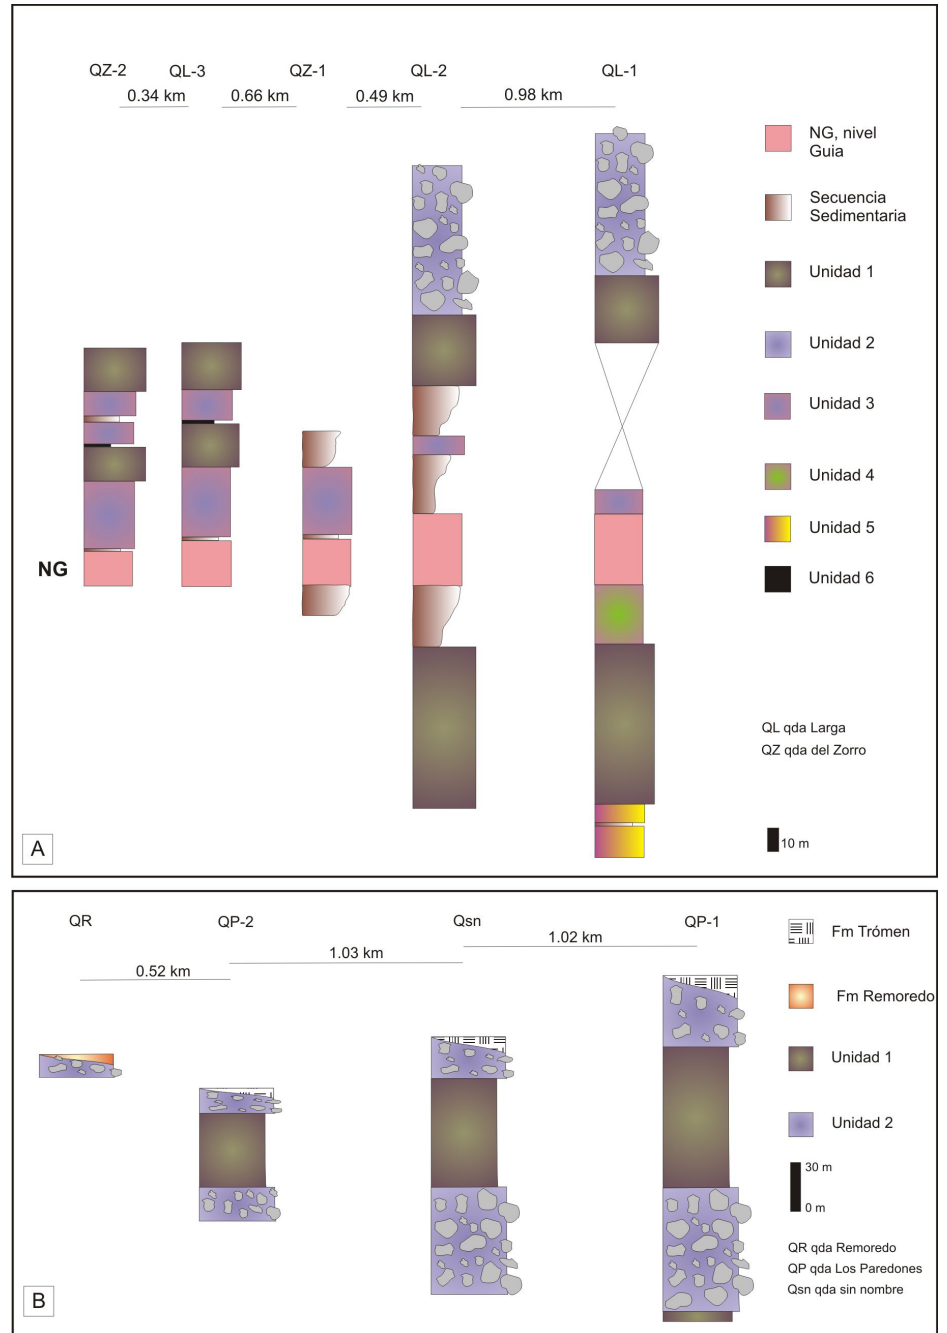 QZ-2 QL-3 QZ-1 QL-2 QL-1
0.34 km 0.66 km 0.49 km 0.98 km
NG, nivel
Guia
Secuencia
Sedimentaria
Unidad 1
Unidad 2
Unidad 3
Unidad 4
Unidad 5
Unidad 6
NG
QL qda Larga
QZ qda del Zorro
10 m
A
QR QP-2 Qsn QP-1
0.52 km 1.03 km 1.02 km
Fm Trómen
Fm Remoredo
Unidad 1
Unidad 2
30 m
0 m
QR qda Remoredo
QP qda Los Paredones
Qsn qda sin nombre
B